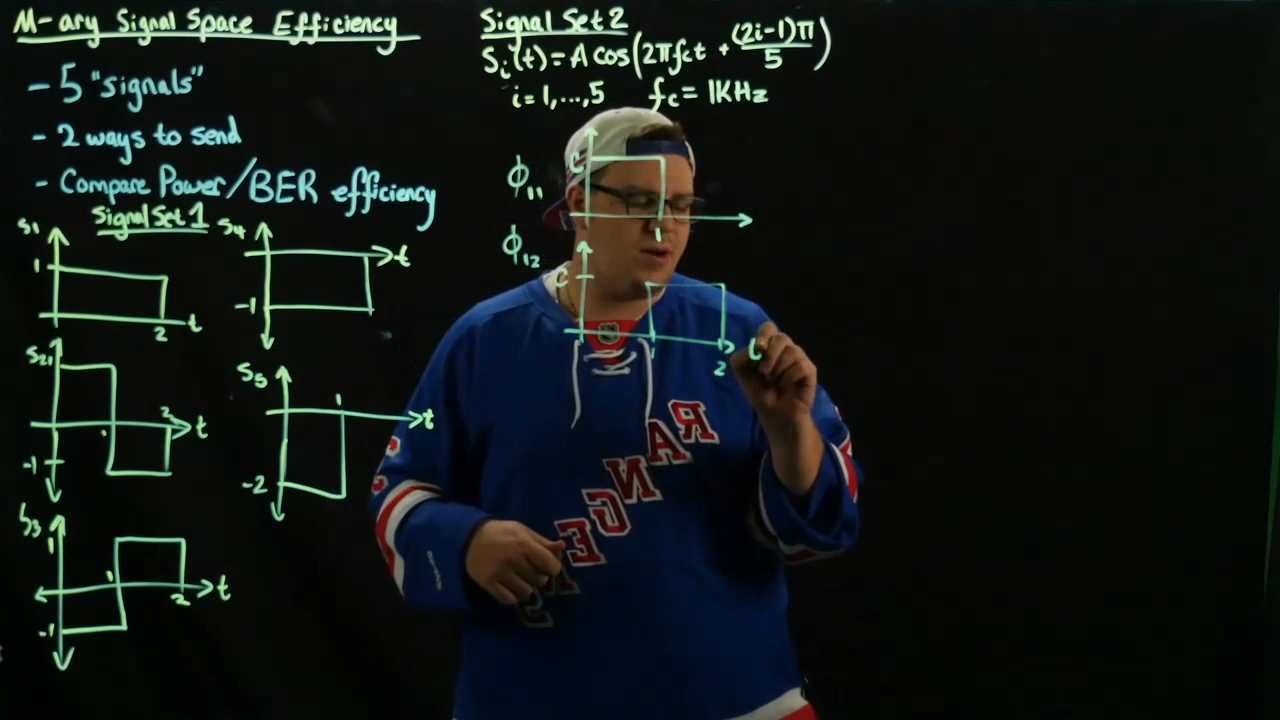 M-ary Signal Space Efficiency
- 5 "signals"
- 2 ways to send
- Compare Power/BER efficiency
Signal Set 1
S1
1
2
t
S2
-1
2
t
S3
1
-1
1
2
t
S4
-1
t
S5
1
-2
t
Signal Set 2
Si(t) = A cos(2πfct + (2i-1)π/5)
i = 1,...,5 fc = 1KHz
ϕ11
C
1
ϕ12
C
1
2
RANGERS